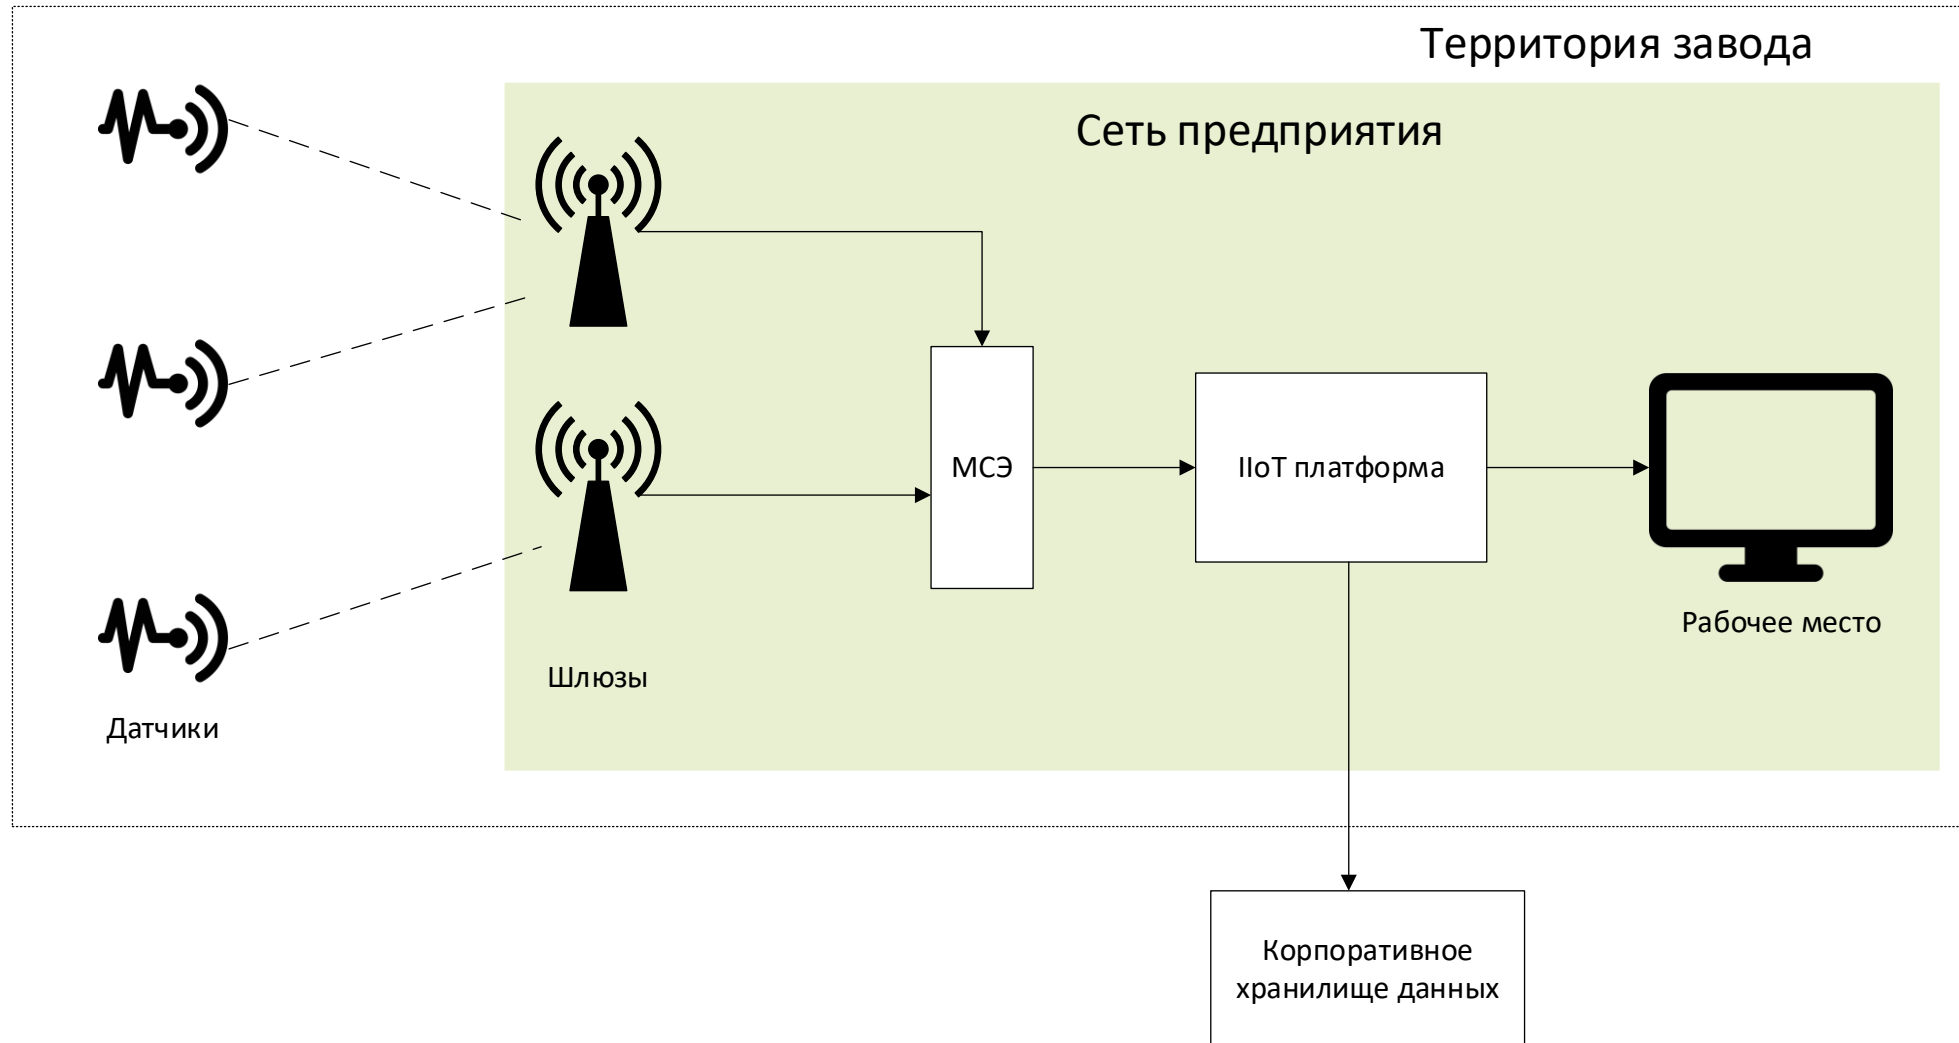 Территория завода
Сеть предприятия
МСЭ
IIoT платформа
Рабочее место
Шлюзы
Датчики
Корпоративное
хранилище данных